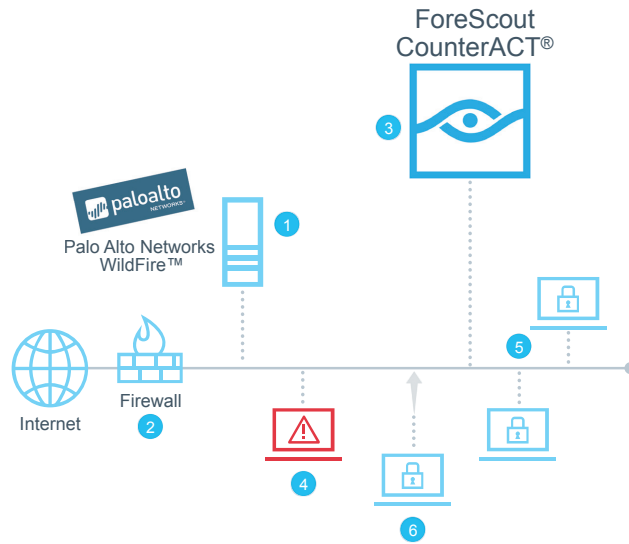 ForeScout
CounterACT®
3
paloalto
NETWORKS
1
Palo Alto Networks
WildFire™
5
Internet
Firewall
2
4
6